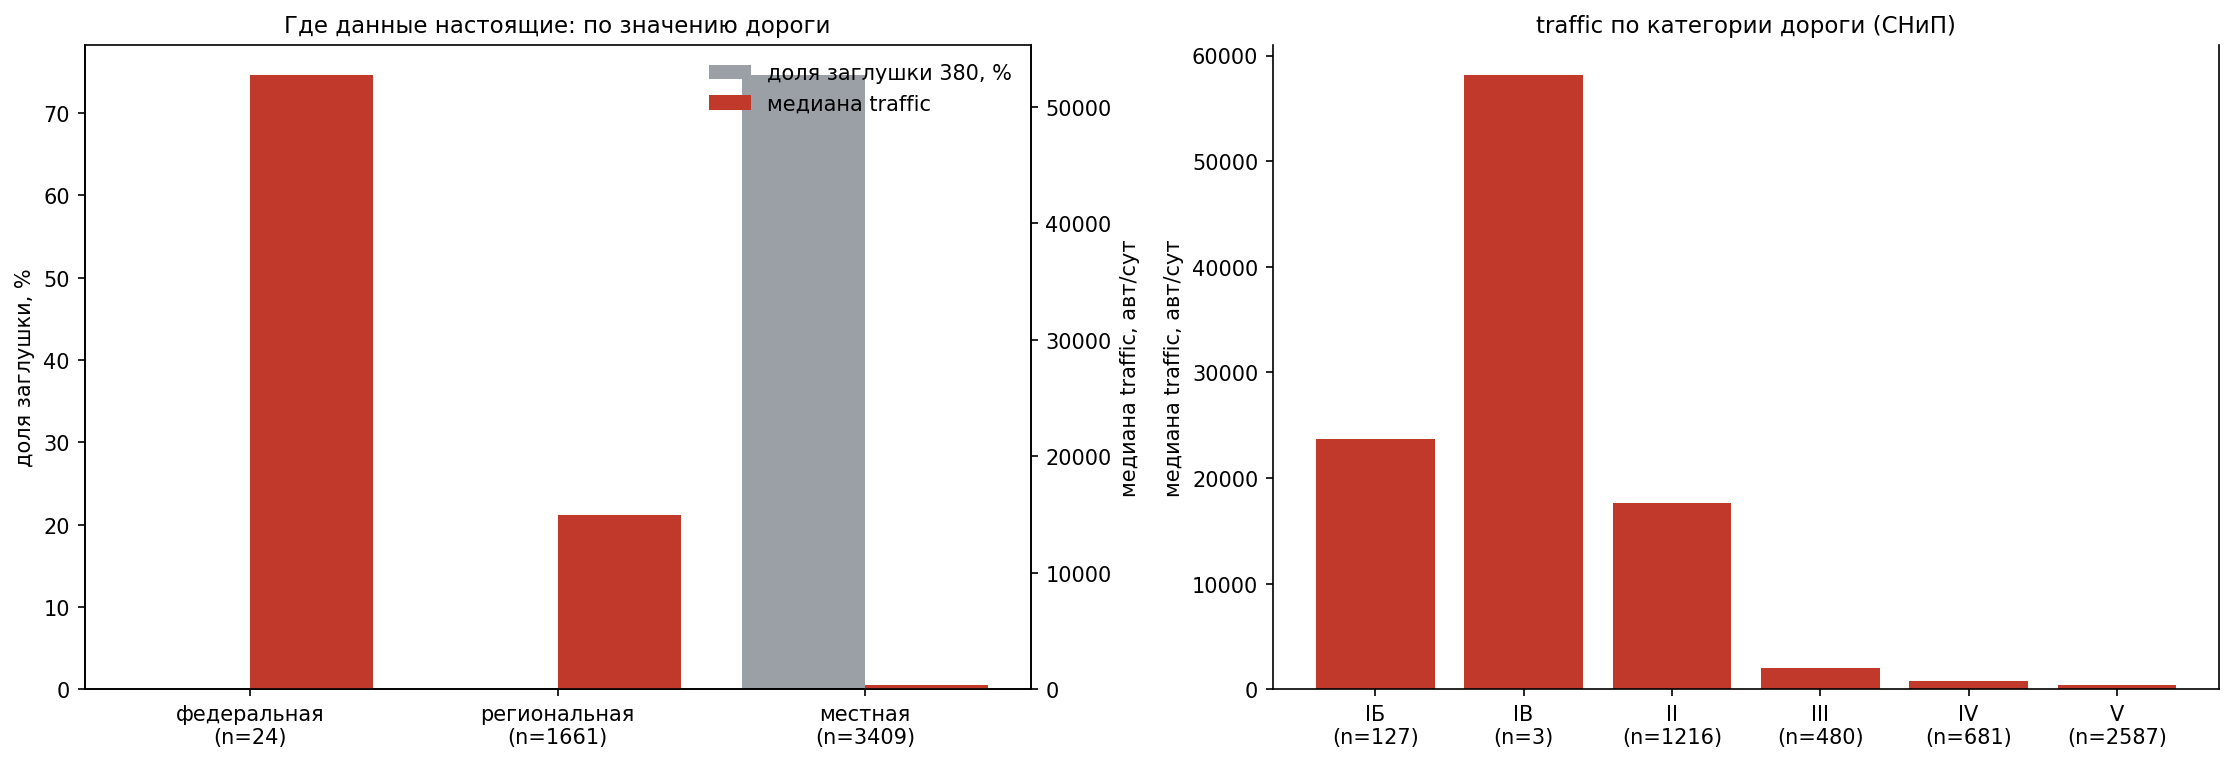 Где данные настоящие: по значению дороги
доля заглушки 380, %
медиана traffic
доля заглушки, %
70
60
50
40
30
20
10
0
50000
40000
30000
20000
10000
0
медиана traffic, авт/сут
федеральная
(n=24)
региональная
(n=1661)
местная
(n=3409)
traffic по категории дороги (СНиП)
медиана traffic, авт/сут
60000
50000
40000
30000
20000
10000
0
IБ
(n=127)
IВ
(n=3)
II
(n=1216)
III
(n=480)
IV
(n=681)
V
(n=2587)